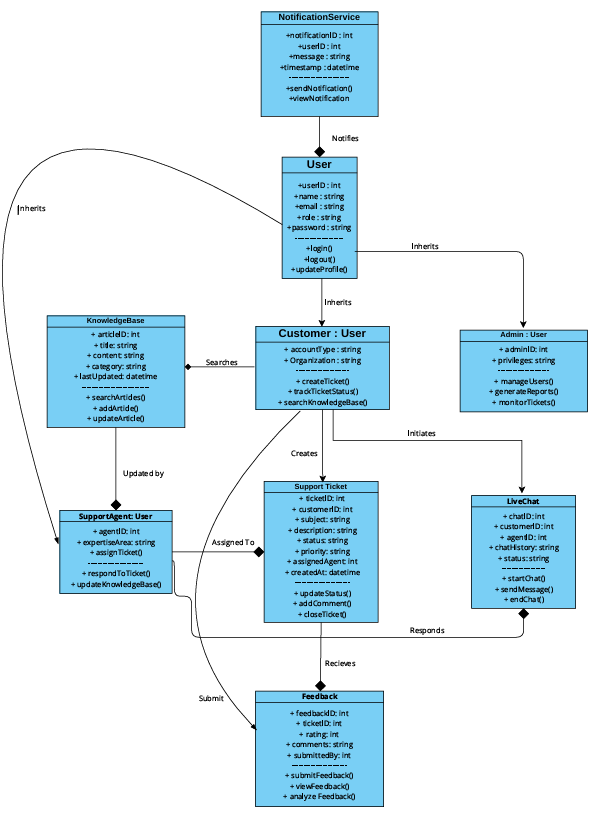 NotificationService
+notificationID : int
+userID : int
+message : string
+timestamp : datetime
--------------------
+sendNotification()
+viewNotification
Notifies
User
+userID : int
+name : string
+email : string
+role : string
+password : string
--------------------
+login()
+logout()
+updateProfile()
Inherits
Inherits
Inherits
KnowledgeBase
+ articleID: int
+ title: string
+ content: string
+ category: string
+ lastUpdated: datetime
--------------------
+ searchArticles()
+ addArticle()
+ updateArticle()
Searches
Customer : User
+ accountType : string
+ Organization : string
--------------------
+ createTicket()
+ trackTicketStatus()
+ searchKnowledgeBase()
Admin : User
+ adminID: int
+ privileges: string
--------------------
+ manageUsers()
+ generateReports()
+ monitorTickets()
Initiates
Creates
Updated by
SupportAgent: User
+ agentID: int
+ expertiseArea: string
+ assignTicket()
--------------------
+ respondToTicket()
+ updateKnowledgeBase()
Assigned To
Support Ticket
+ ticketID: int
+ customerID: int
+ subject: string
+ description: string
+ status: string
+ priority: string
+ assignedAgent: int
+ createdAt: datetime
--------------------
+ updateStatus()
+ addComment()
+ closeTicket()
LiveChat
+ chatID: int
+ customerID: int
+ agentID: int
+ chatHistory: string
+ status: string
--------------------
+ startChat()
+ sendMessage()
+ endChat()
Responds
Recieves
Submit
Feedback
+ feedbackID: int
+ ticketID: int
+ rating: int
+ comments: string
+ submittedBy: int
--------------------
+ submitFeedback()
+ viewFeedback()
+ analyze Feedback()